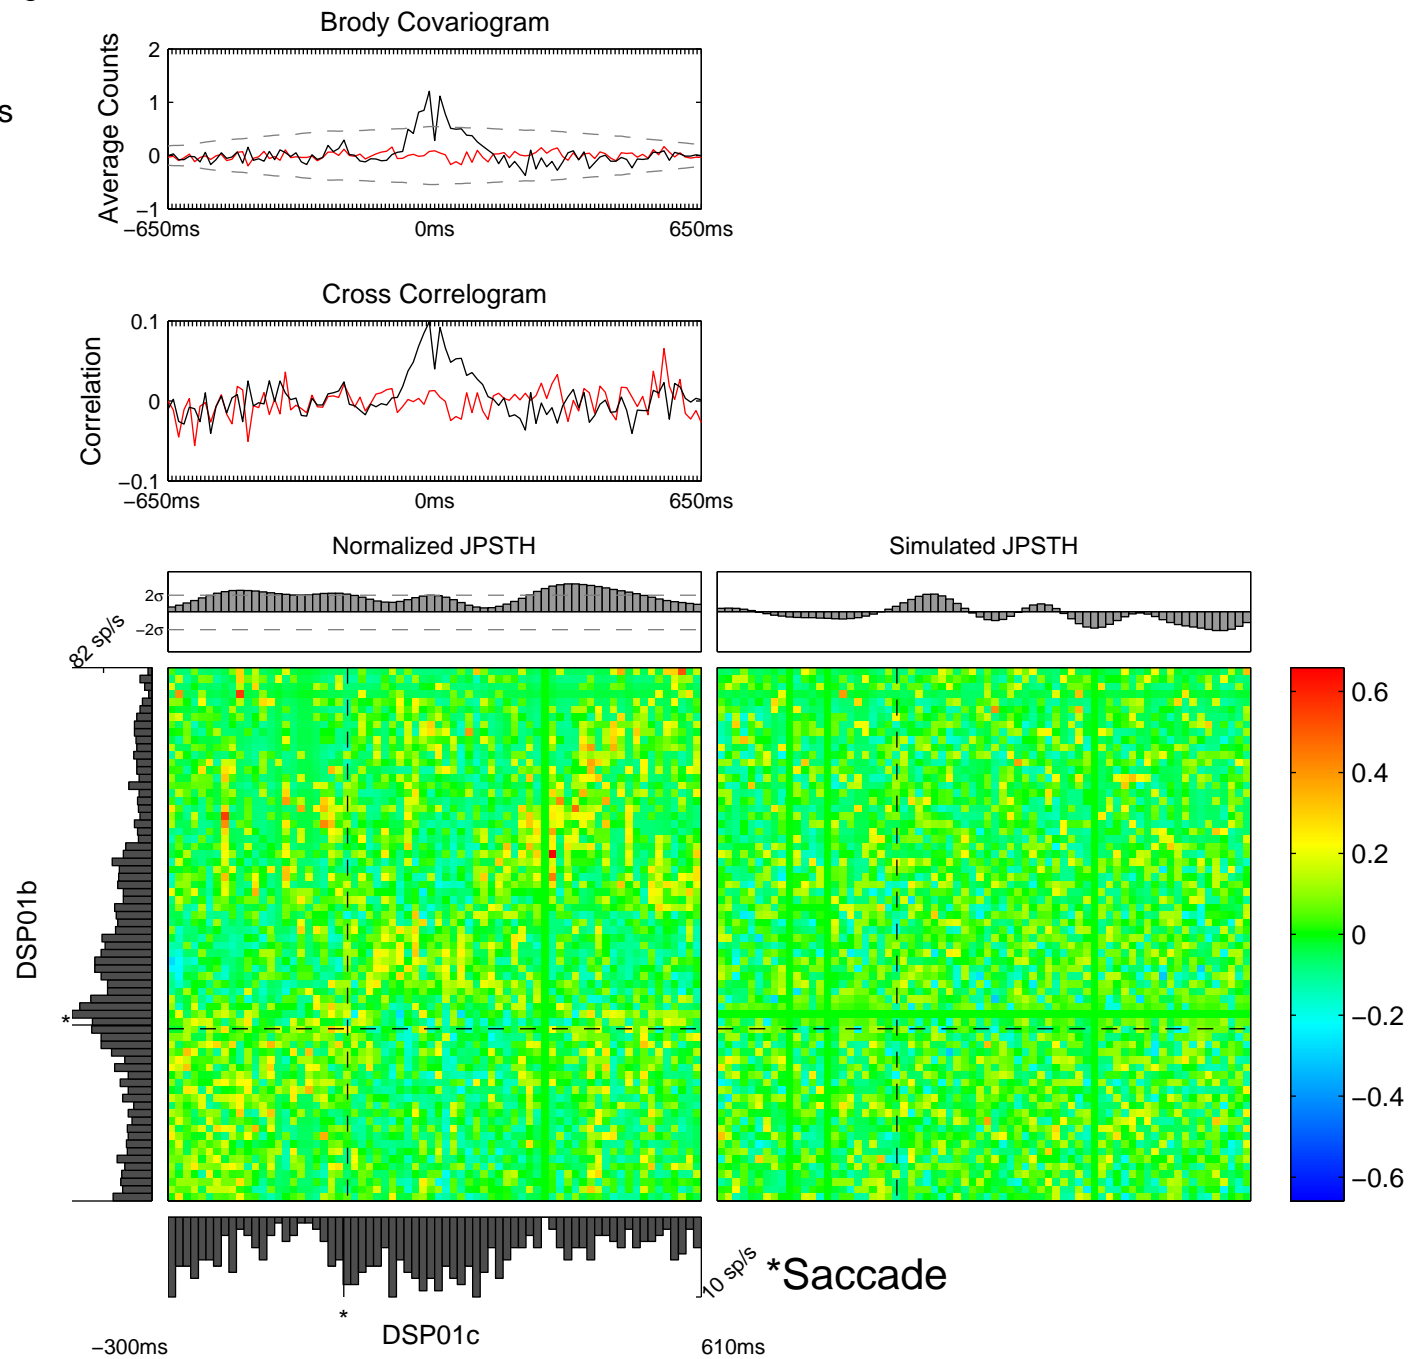 g
s
Brody Covariogram
Average Counts
2
1
0
−1
−650ms 0ms 650ms
Cross Correlogram
Correlation
0.1
0
−0.1
−650ms 0ms 650ms
Normalized JPSTH
Simulated JPSTH
2σ
−2σ
82 sp/s
DSP01b
*
0.6
0.4
0.2
0
−0.2
−0.4
−0.6
10 sp/s
*Saccade
*
DSP01c
−300ms 610ms